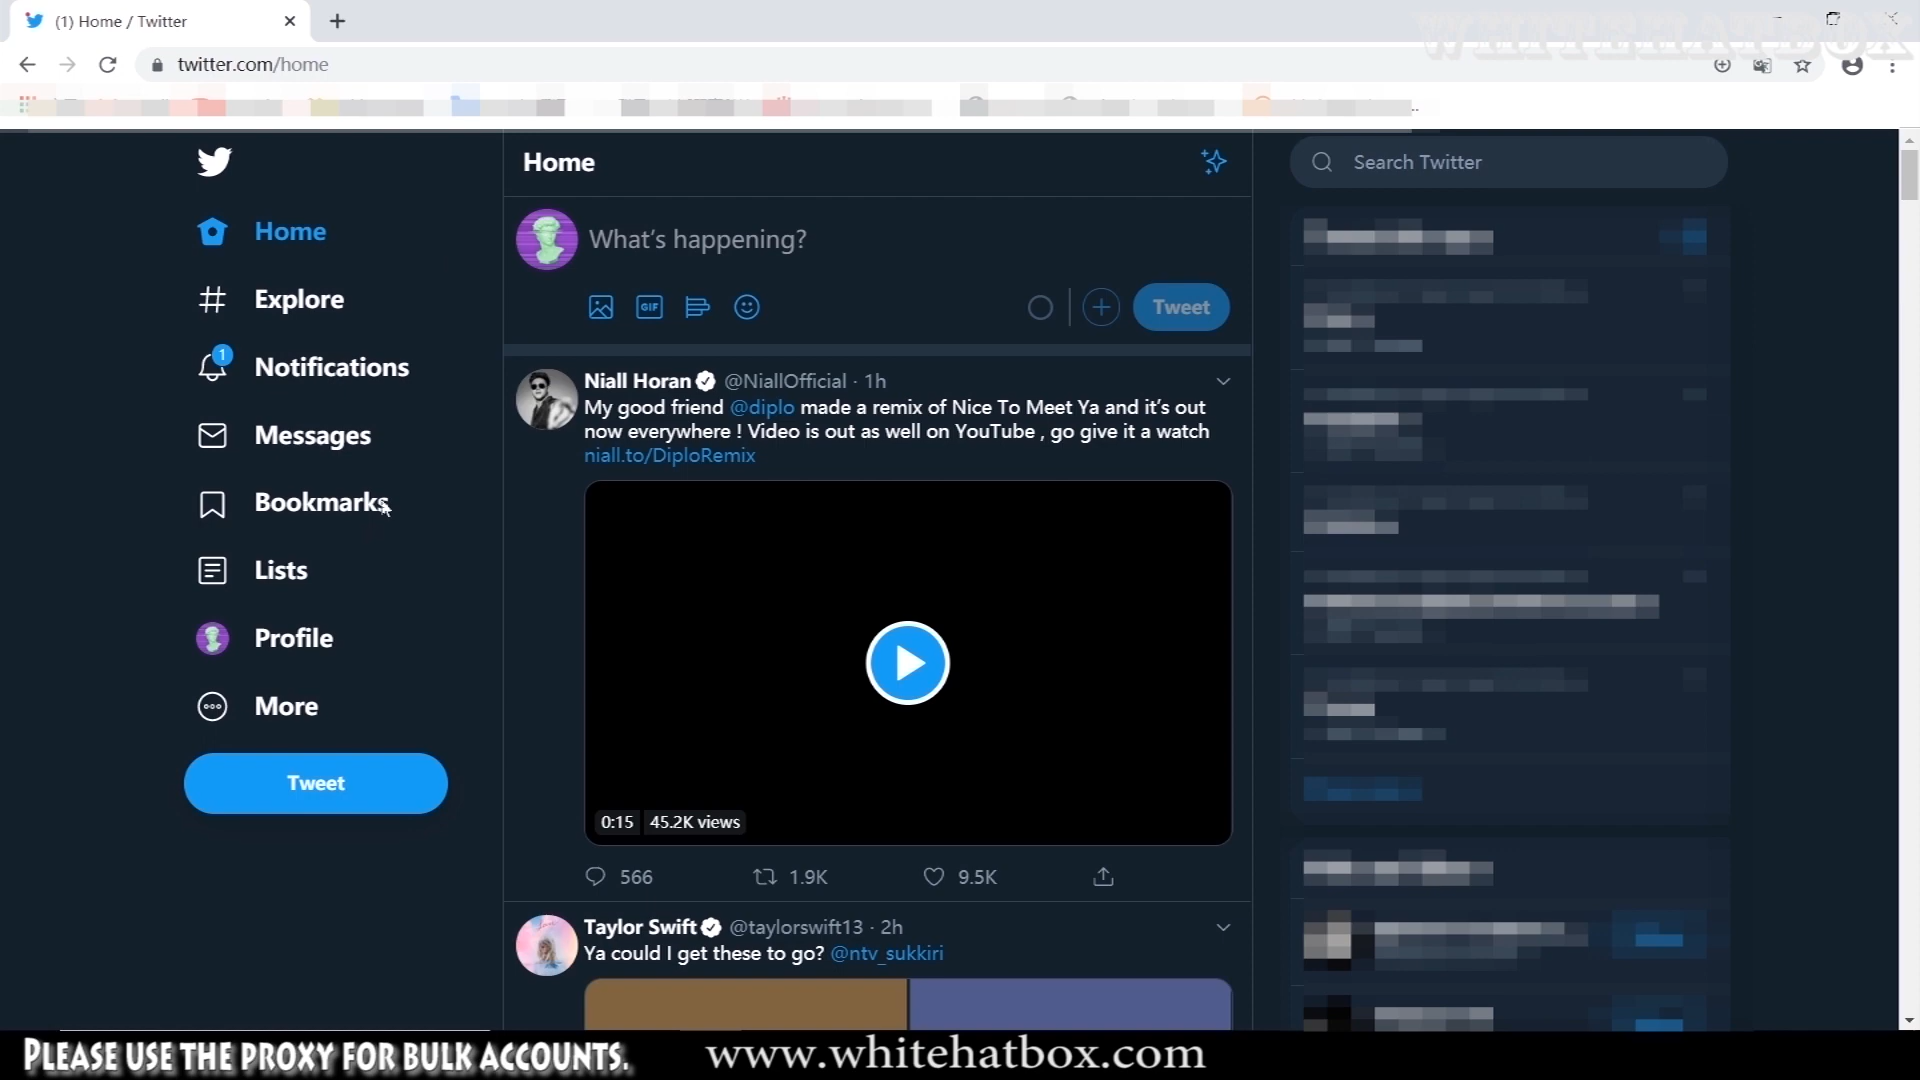 (1) Home / Twitter
WHITEHATBOX
twitter.com/home
Home
Search Twitter
Home
What's happening?
Explore
GIF
Tweet
1
Notifications
Niall Horan @NiallOfficial · 1h
My good friend @diplo made a remix of Nice To Meet Ya and it's out
now everywhere ! Video is out as well on YouTube , go give it a watch
niall.to/DiploRemix
Messages
Bookmarks
Lists
Profile
More
Tweet
0:15 45.2K views
566 1.9K 9.5K
Taylor Swift @taylorswift13 · 2h
Ya could I get these to go? @ntv_sukkiri
PLEASE USE THE PROXY FOR BULK ACCOUNTS.
www.whitehatbox.com